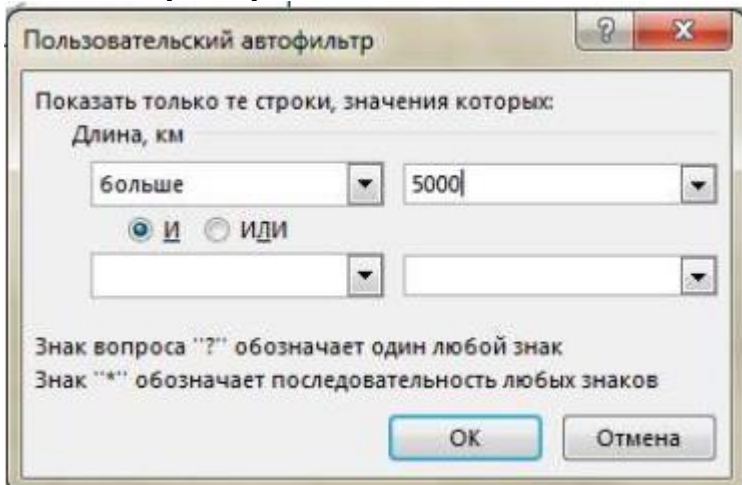 Пользовательский автофильтр
?
Показать только те строки, значения которых:
Длина, км
больше 5000
И ИЛИ
Знак вопроса "?" обозначает один любой знак
Знак "*" обозначает последовательность любых знаков
ОК Отмена